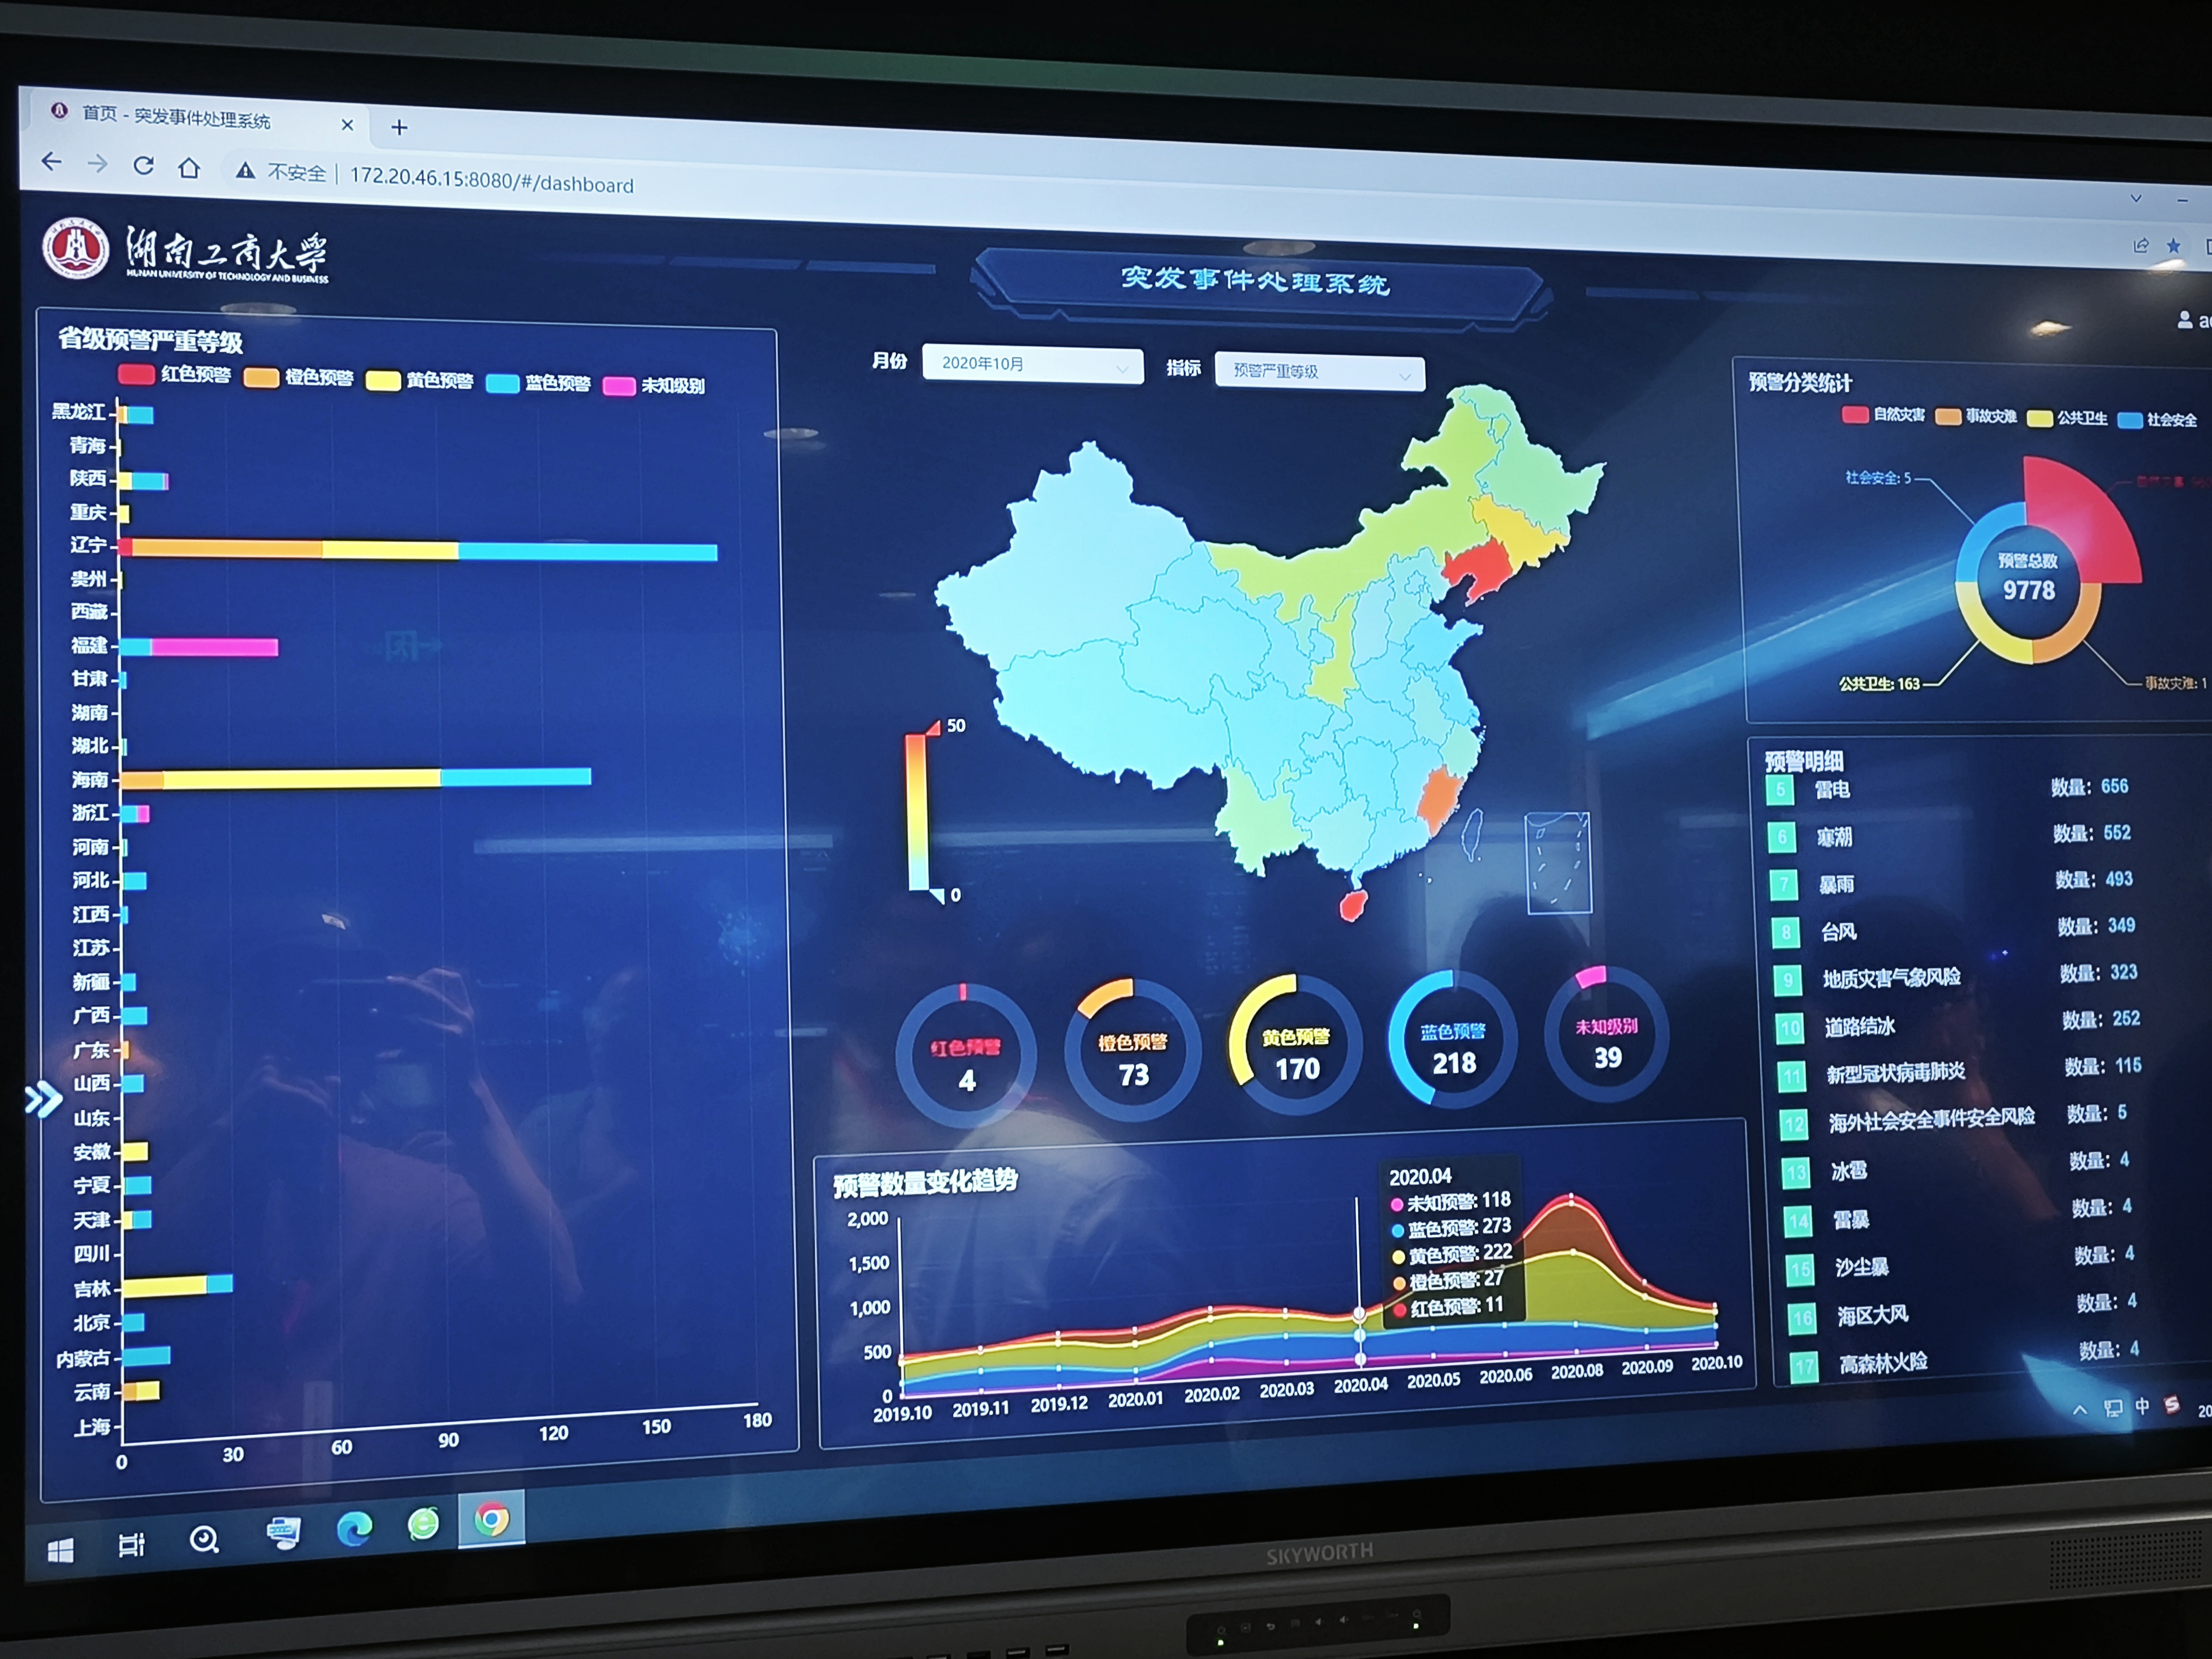 首页 - 突发事件处理系统
不安全 | 172.20.46.15:8080/#/dashboard
湖南工商大学
HUNAN UNIVERSITY OF TECHNOLOGY AND BUSINESS
突发事件处理系统
省级预警严重等级
红色预警 橙色预警 黄色预警 蓝色预警 未知级别
黑龙江
青海
陕西
重庆
辽宁
贵州
西藏
福建
甘肃
湖南
湖北
海南
浙江
河南
河北
江西
江苏
新疆
广西
广东
山西
山东
安徽
宁夏
天津
四川
吉林
北京
内蒙古
云南
上海
0 30 60 90 120 150 180
月份 2020年10月 指标 预警严重等级
50
0
红色预警
4
橙色预警
73
黄色预警
170
蓝色预警
218
未知级别
39
预警数量变化趋势
2,000
1,500
1,000
500
0
2019.10 2019.11 2019.12 2020.01 2020.02 2020.03 2020.04 2020.05 2020.06 2020.08 2020.09 2020.10
2020.04
未知预警: 118
蓝色预警: 273
黄色预警: 222
橙色预警: 27
红色预警: 11
预警分类统计
自然灾害 事故灾难 公共卫生 社会安全
社会安全: 5
预警总数
9778
公共卫生: 163
事故灾难: 1
预警明细
5 雷电 数量: 656
6 寒潮 数量: 552
7 暴雨 数量: 493
8 台风 数量: 349
9 地质灾害气象风险 数量: 323
10 道路结冰 数量: 252
11 新型冠状病毒肺炎 数量: 115
12 海外社会安全事件安全风险 数量: 5
13 冰雹 数量: 4
14 雷暴 数量: 4
15 沙尘暴 数量: 4
16 海区大风 数量: 4
17 高森林火险 数量: 4
中
20
SKYWORTH